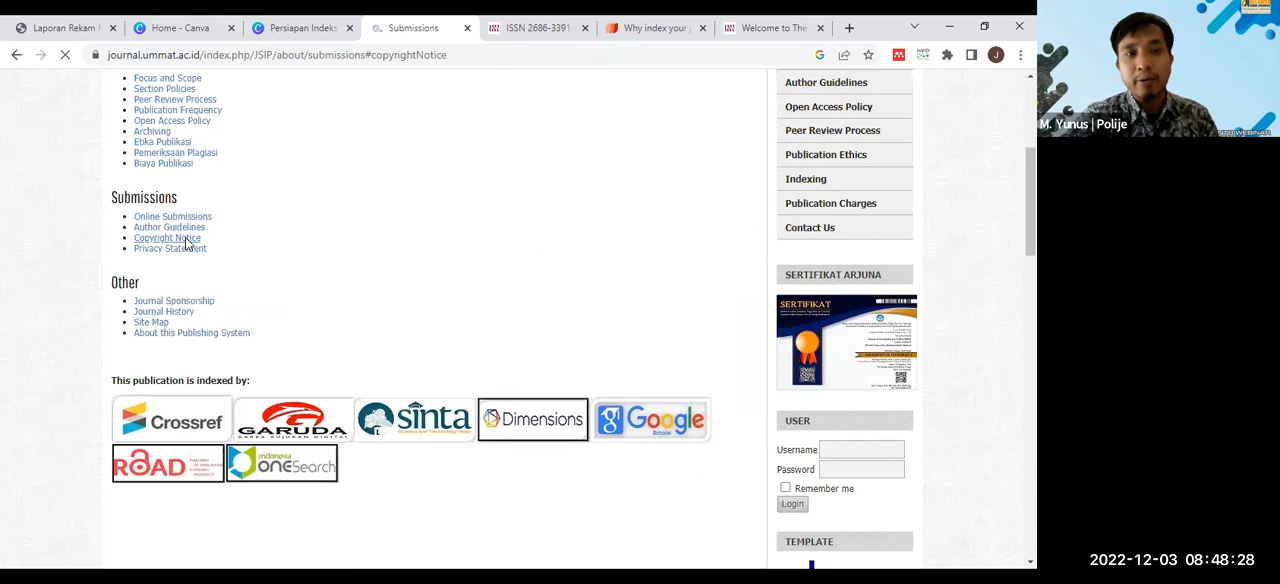 Laporan Rekam
Home - Canva
Persiapan Indeks
Submissions
ISSN 2686-3391
Why index your j
Welcome to The
journal.ummat.ac.id/index.php/JSIP/about/submissions#copyrightNotice
J
Focus and Scope
Section Policies
Peer Review Process
Publication Frequency
Open Access Policy
Archiving
Etika Publikasi
Pemeriksaan Plagiasi
Biaya Publikasi
Submissions
Online Submissions
Author Guidelines
Copyright Notice
Privacy Statement
Other
Journal Sponsorship
Journal History
Site Map
About this Publishing System
This publication is indexed by:
Crossref
GARUDA
GARBA RUJUKAN DIGITAL
sinta
Science and Technology Index
Dimensions
g Google
Scholar
ROAD
indonesia
oneSearch
Author Guidelines
Open Access Policy
Peer Review Process
Publication Ethics
Indexing
Publication Charges
Contact Us
SERTIFIKAT ARJUNA
SERTIFIKAT
USER
Username
Password
Remember me
Login
TEMPLATE
M. Yunus | Polije
NTB WEBINAR
2022-12-03 08:48:28